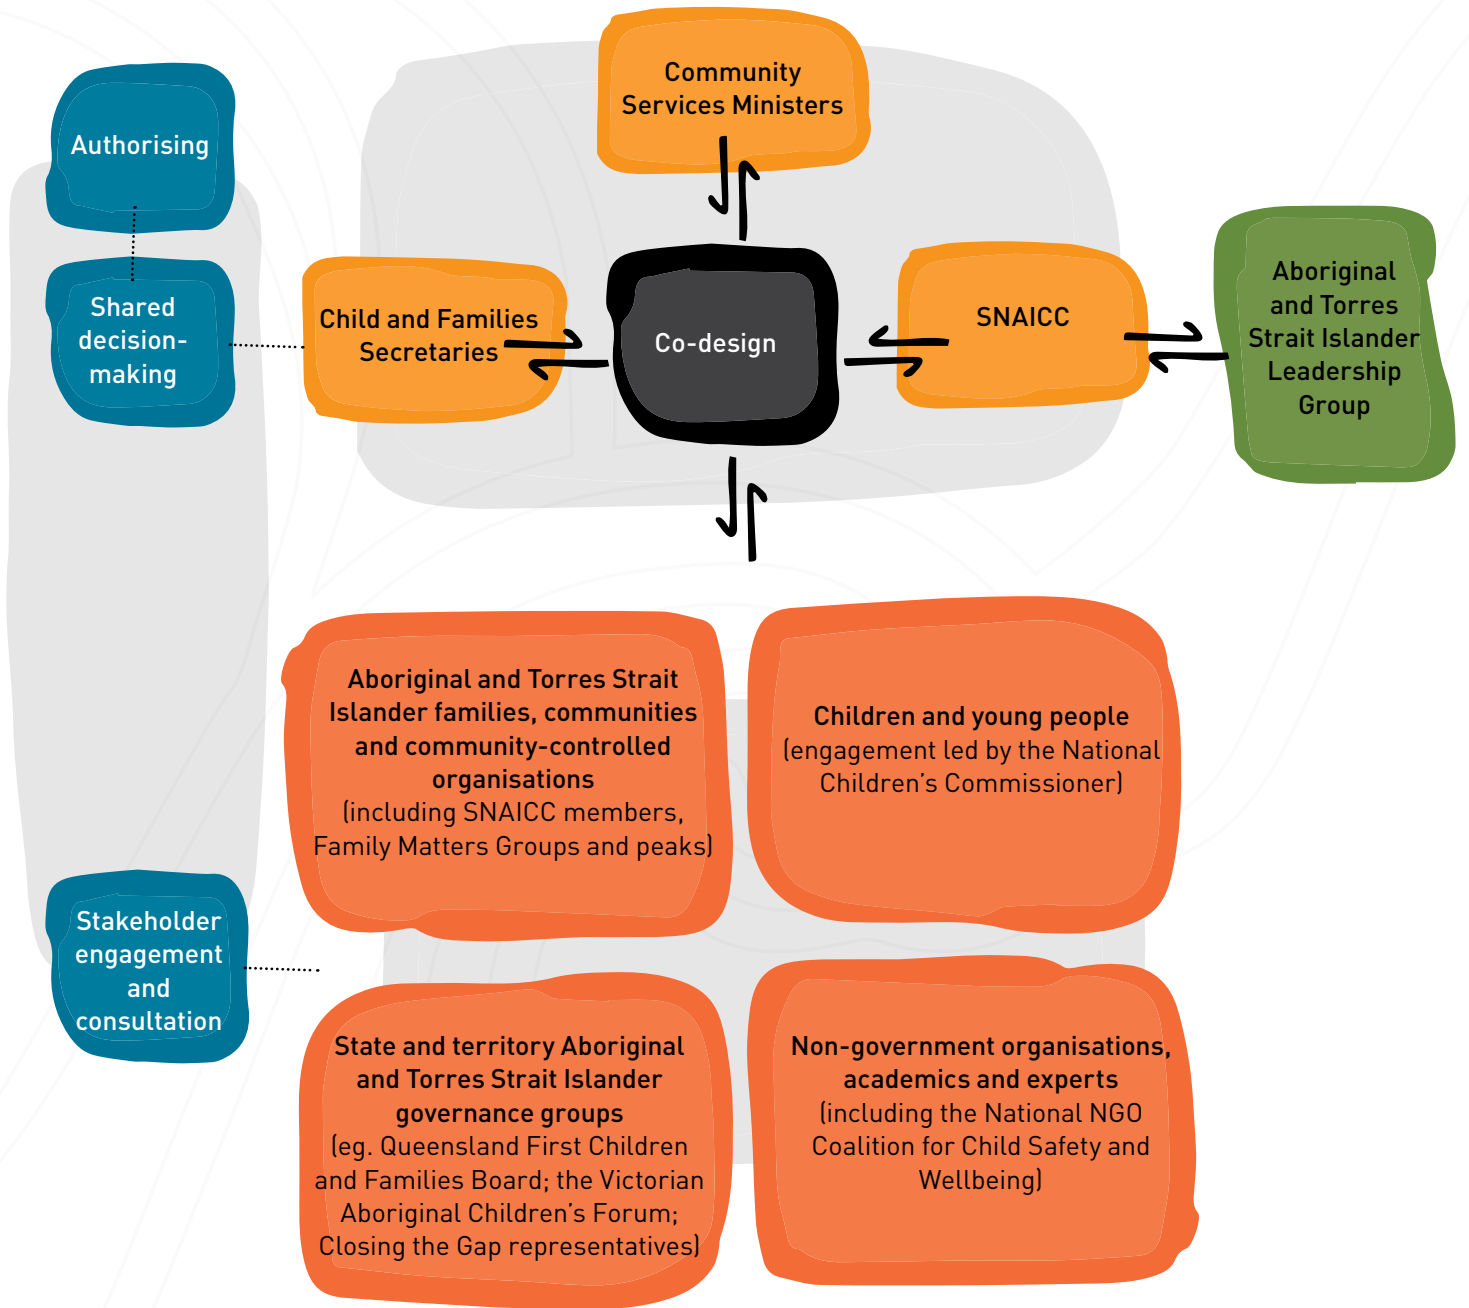 Community
Services Ministers
Authorising
Shared
decision-
making
Child and Families
Secretaries
Co-design
SNAICC
Aboriginal
and Torres
Strait Islander
Leadership
Group
Stakeholder
engagement
and
consultation
Aboriginal and Torres Strait
Islander families, communities
and community-controlled
organisations
(including SNAICC members,
Family Matters Groups and peaks)
Children and young people
(engagement led by the National
Children’s Commissioner)
State and territory Aboriginal
and Torres Strait Islander
governance groups
(eg. Queensland First Children
and Families Board; the Victorian
Aboriginal Children’s Forum;
Closing the Gap representatives)
Non-government organisations,
academics and experts
(including the National NGO
Coalition for Child Safety and
Wellbeing)